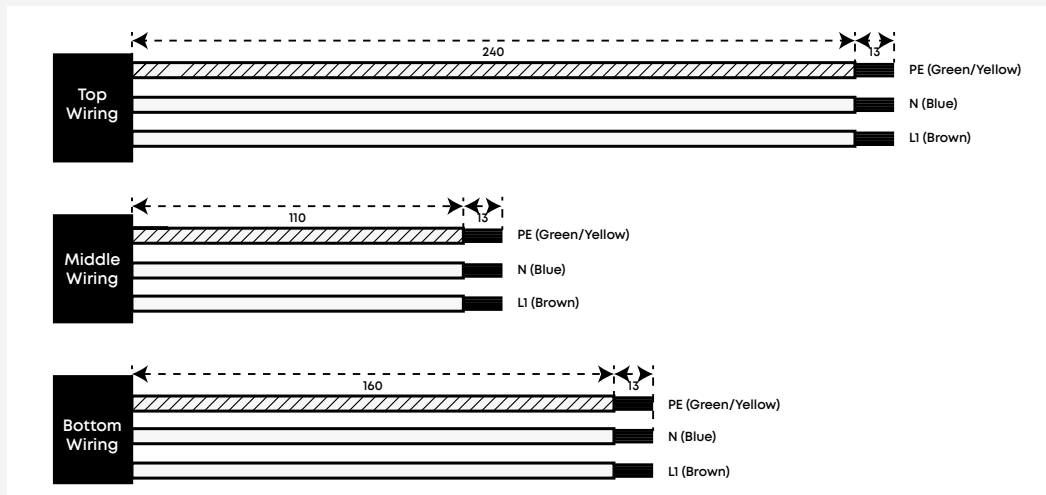 240
13
Top
Wiring
PE (Green/Yellow)
N (Blue)
L1 (Brown)
110
13
Middle
Wiring
PE (Green/Yellow)
N (Blue)
L1 (Brown)
160
13
Bottom
Wiring
PE (Green/Yellow)
N (Blue)
L1 (Brown)